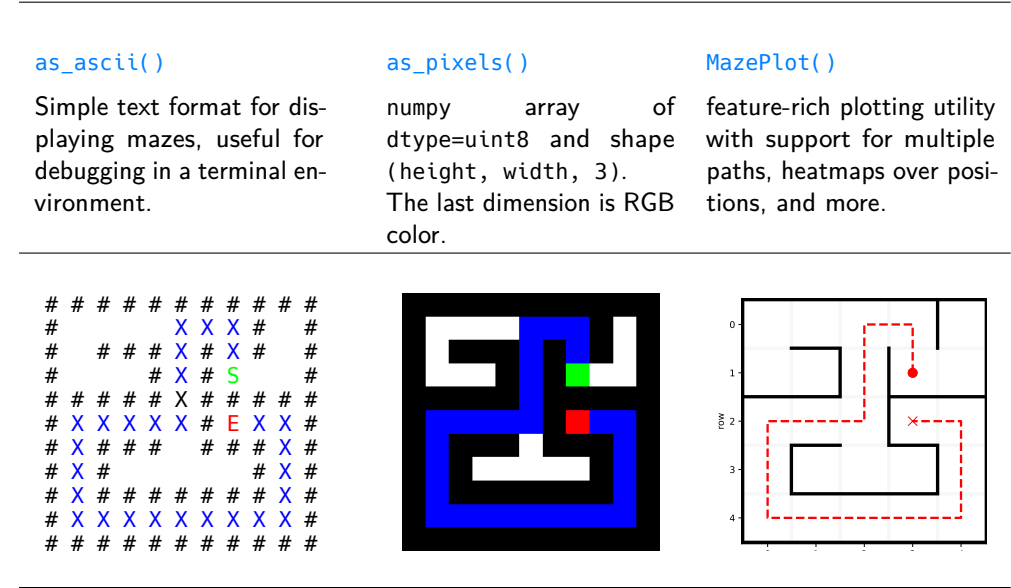 as_ascii()
Simple text format for dis-
playing mazes, useful for
debugging in a terminal en-
vironment.
as_pixels()
numpy array of
dtype=uint8 and shape
(height, width, 3).
The last dimension is RGB
color.
MazePlot()
feature-rich plotting utility
with support for multiple
paths, heatmaps over posi-
tions, and more.
# # # # # # # # # # #
#         X X X #   #
#   # # # X # X #   #
#       # X # S     #
# # # # # X # # # # #
# X X X X X # E X X #
# X # # #   # # # X #
# X #           # X #
# X # # # # # # # X #
# X X X X X X X X X #
# # # # # # # # # # #
0
1
row
2
3
4